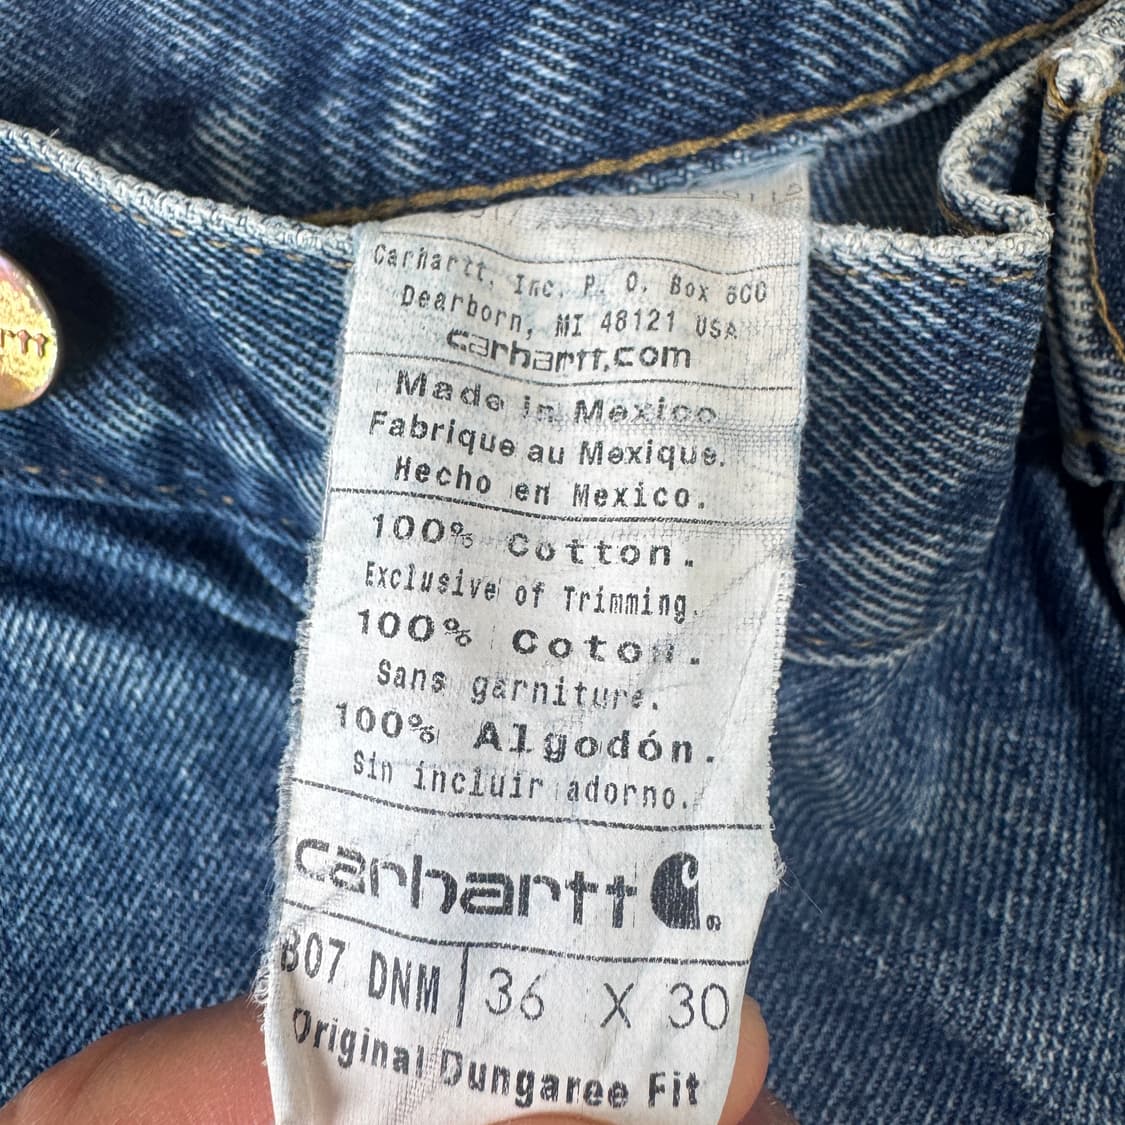 Carhartt, Inc. P. O. Box 600
Dearborn, MI 48121 USA
carhartt.com
Made in Mexico
Fabrique au Mexique.
Hecho en Mexico.
100% Cotton.
Exclusive of Trimming.
100% Coton.
Sans garniture.
100% Algodón.
Sin incluir adorno.
carhartt
B07 DNM | 36 X 30
Original Dungaree Fit